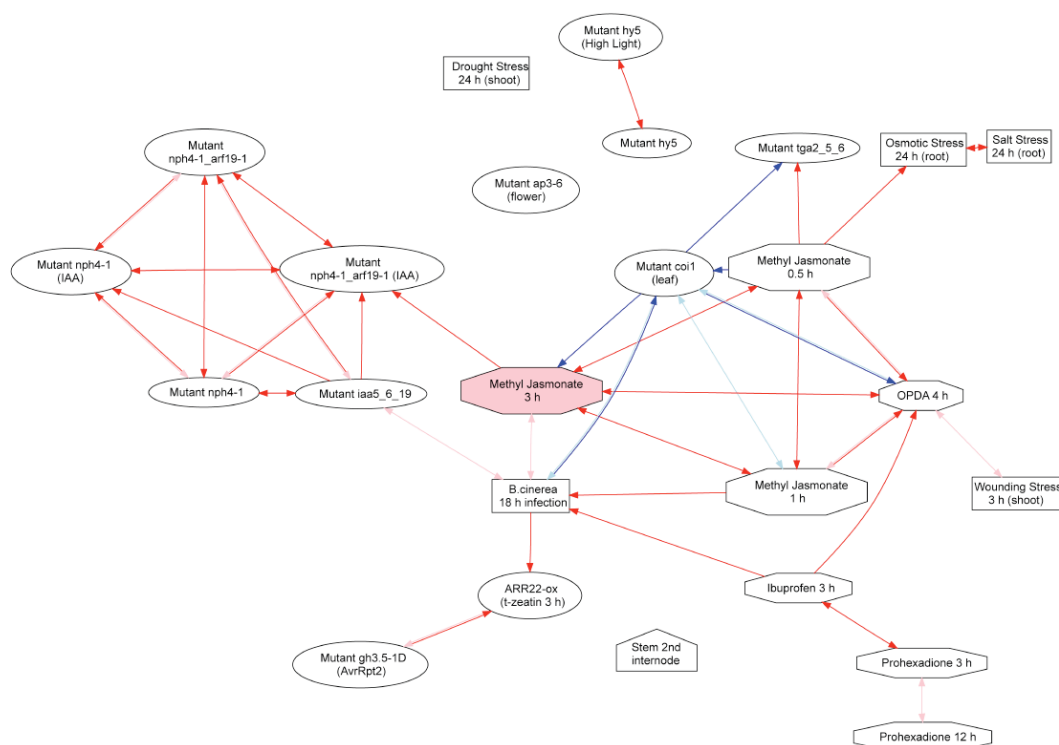 Mutant hy5
(High Light)
Drought Stress
24 h (shoot)
Mutant
nph4-1_arf19-1
Mutant hy5
Mutant tga2_5_6
Osmotic Stress
24 h (root)
Salt Stress
24 h (root)
Mutant ap3-6
(flower)
Mutant nph4-1
(IAA)
Mutant
nph4-1_arf19-1 (IAA)
Mutant coi1
(leaf)
Methyl Jasmonate
0.5 h
Mutant nph4-1
Mutant iaa5_6_19
Methyl Jasmonate
3 h
OPDA 4 h
B.cinerea
18 h infection
Methyl Jasmonate
1 h
Wounding Stress
3 h (shoot)
ARR22-ox
(t-zeatin 3 h)
Ibuprofen 3 h
Mutant gh3.5-1D
(AvrRpt2)
Stem 2nd
internode
Prohexadione 3 h
Prohexadione 12 h